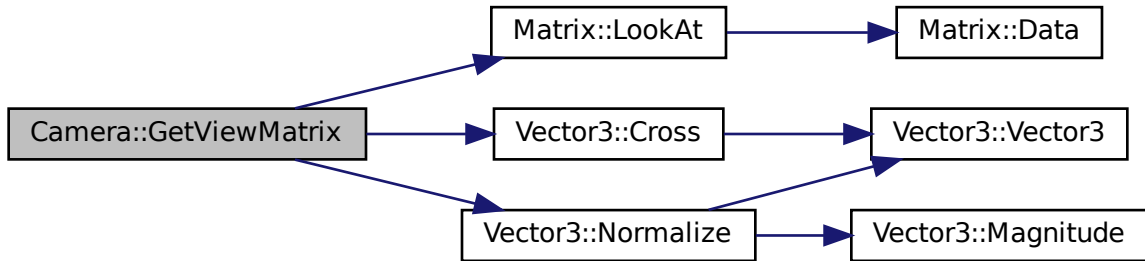 Matrix::LookAt
Matrix::Data
Camera::GetViewMatrix
Vector3::Cross
Vector3::Vector3
Vector3::Normalize
Vector3::Magnitude